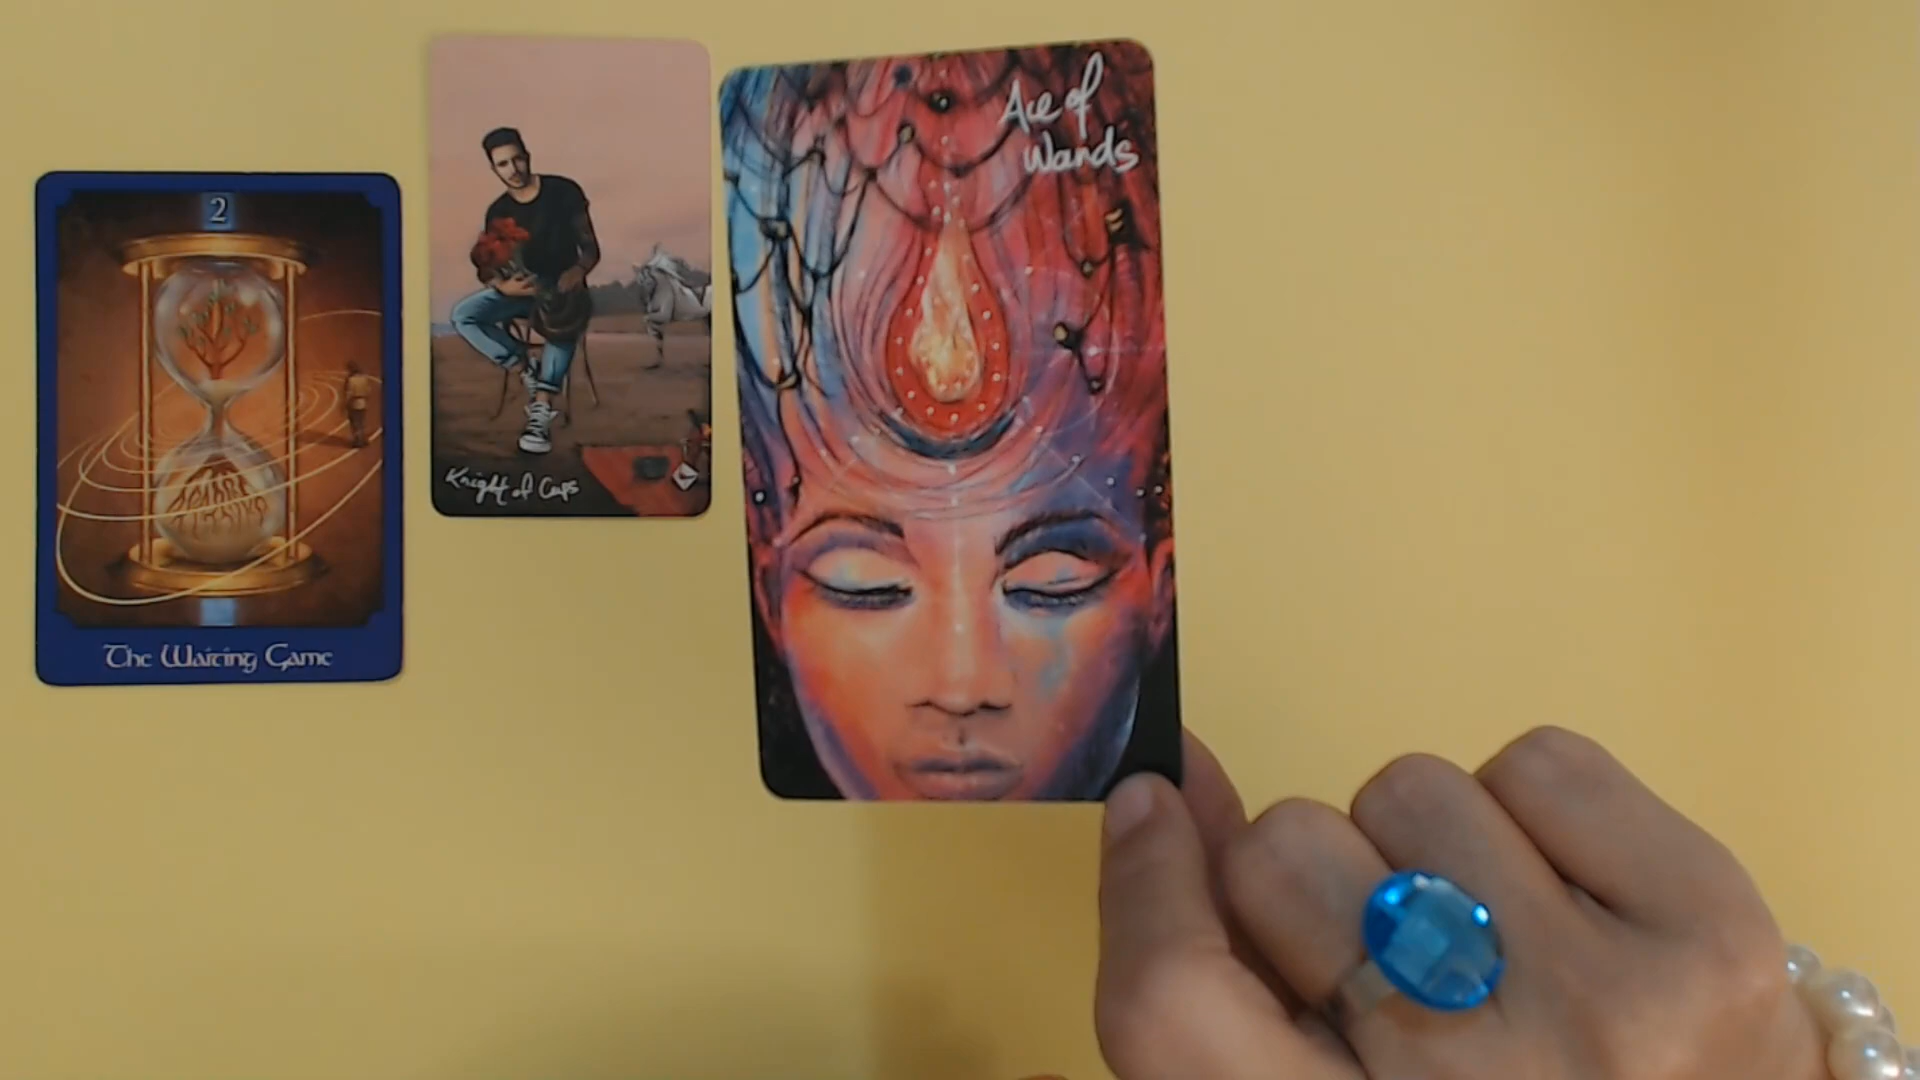 2
The Waiting Game
Knight of Cups
Ace of
Wands